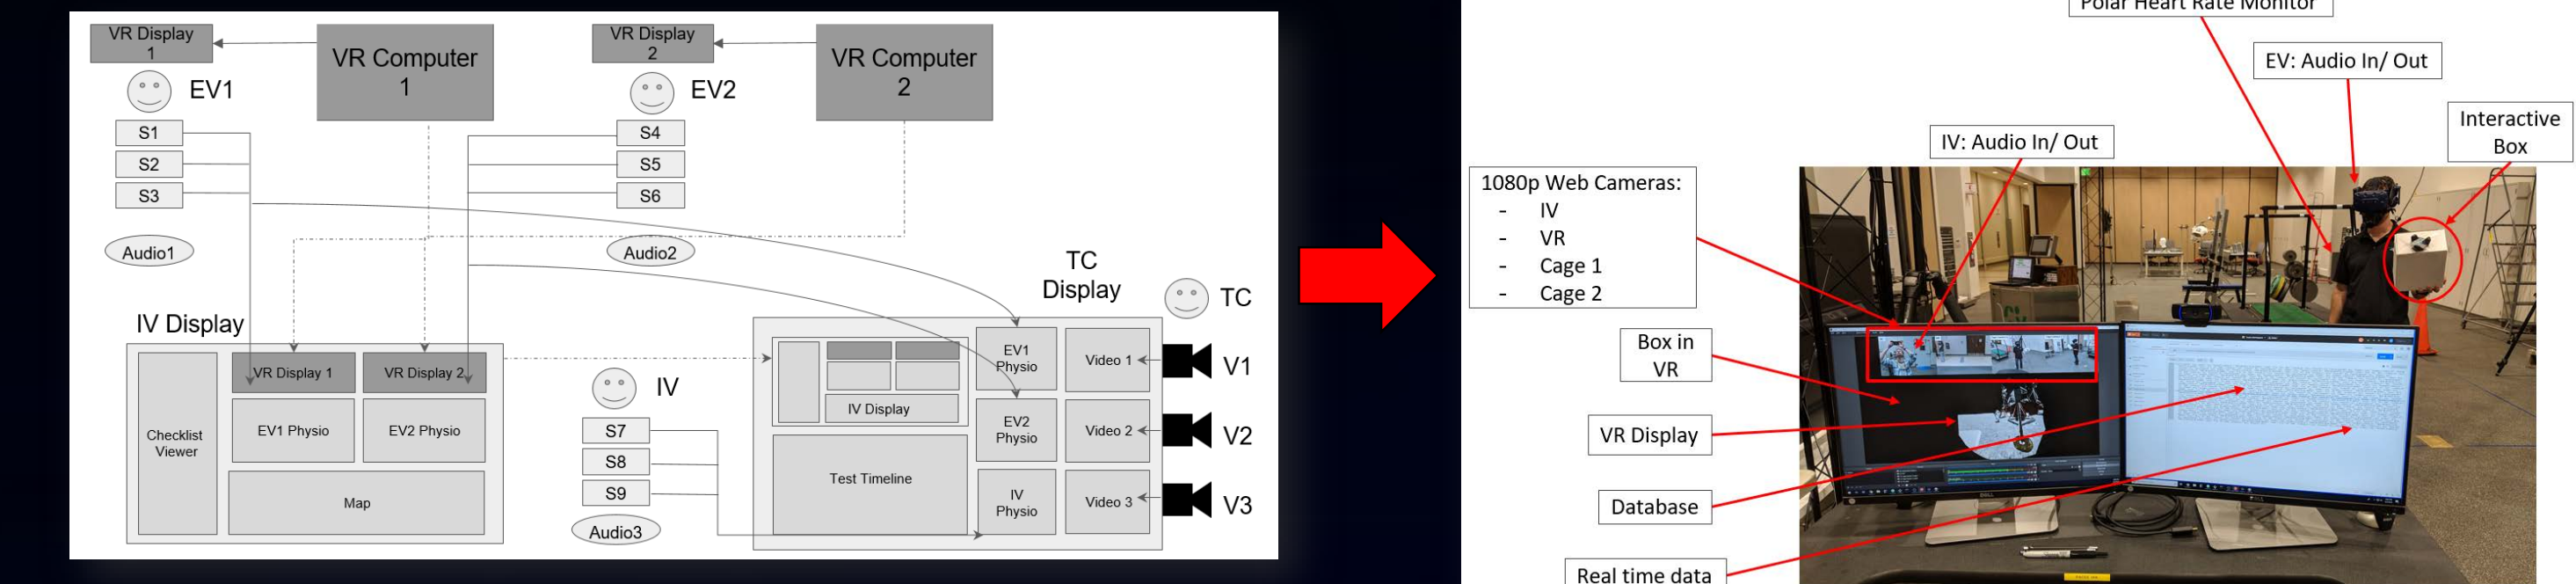 VR Display
1
VR Computer
1
EV1
S1
S2
S3
Audio1
VR Display
2
VR Computer
2
EV2
S4
S5
S6
Audio2
IV Display
Checklist
Viewer
VR Display 1
VR Display 2
EV1 Physio
EV2 Physio
Map
IV
S7
S8
S9
Audio3
TC
Display
TC
IV Display
Test Timeline
EV1
Physio
EV2
Physio
IV
Physio
Video 1
Video 2
Video 3
V1
V2
V3
Polar Heart Rate Monitor
EV: Audio In/ Out
Interactive
Box
IV: Audio In/ Out
1080p Web Cameras:
- IV
- VR
- Cage 1
- Cage 2
Box in
VR
VR Display
Database
Real time data
DELL